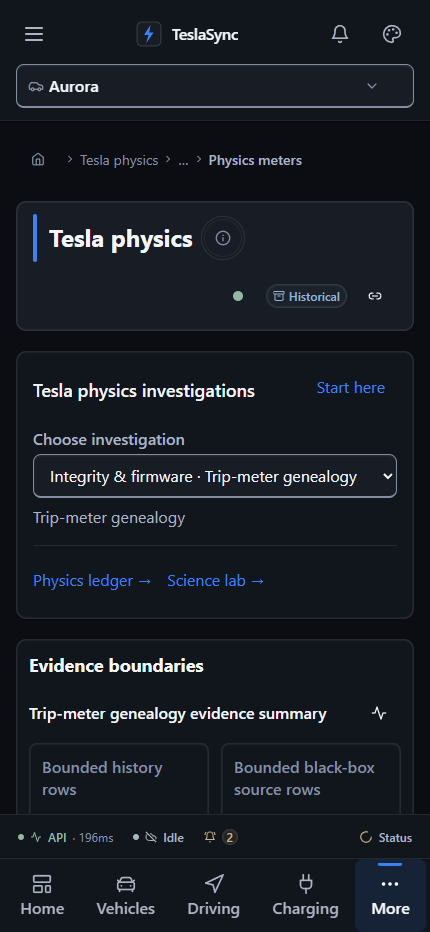 TeslaSync
Aurora
Tesla physics ... Physics meters
Tesla physics
Historical
Tesla physics investigations
Start here
Choose investigation
Integrity & firmware · Trip-meter genealogy
Trip-meter genealogy
Physics ledger → Science lab →
Evidence boundaries
Trip-meter genealogy evidence summary
Bounded history
rows
Bounded black-box
source rows
API · 196ms Idle 2 Status
Home Vehicles Driving Charging More